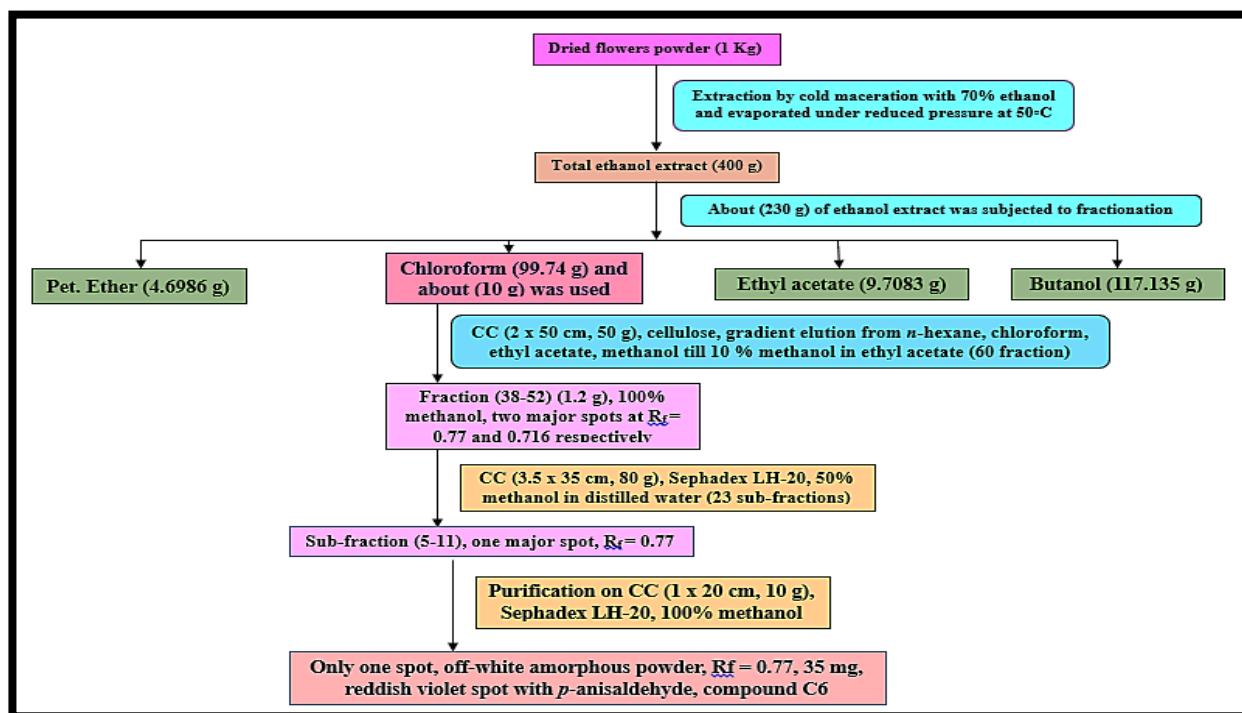 Dried flowers powder (1 Kg)
Extraction by cold maceration with 70% ethanol
and evaporated under reduced pressure at 50◦C
Total ethanol extract (400 g)
About (230 g) of ethanol extract was subjected to fractionation
Pet. Ether (4.6986 g)
Chloroform (99.74 g) and
about (10 g) was used
Ethyl acetate (9.7083 g)
Butanol (117.135 g)
CC (2 x 50 cm, 50 g), cellulose, gradient elution from n-hexane, chloroform,
ethyl acetate, methanol till 10 % methanol in ethyl acetate (60 fraction)
Fraction (38-52) (1.2 g), 100%
methanol, two major spots at Rf=
0.77 and 0.716 respectively
CC (3.5 x 35 cm, 80 g), Sephadex LH-20, 50%
methanol in distilled water (23 sub-fractions)
Sub-fraction (5-11), one major spot, Rf= 0.77
Purification on CC (1 x 20 cm, 10 g),
Sephadex LH-20, 100% methanol
Only one spot, off-white amorphous powder, Rf = 0.77, 35 mg,
reddish violet spot with p-anisaldehyde, compound C6